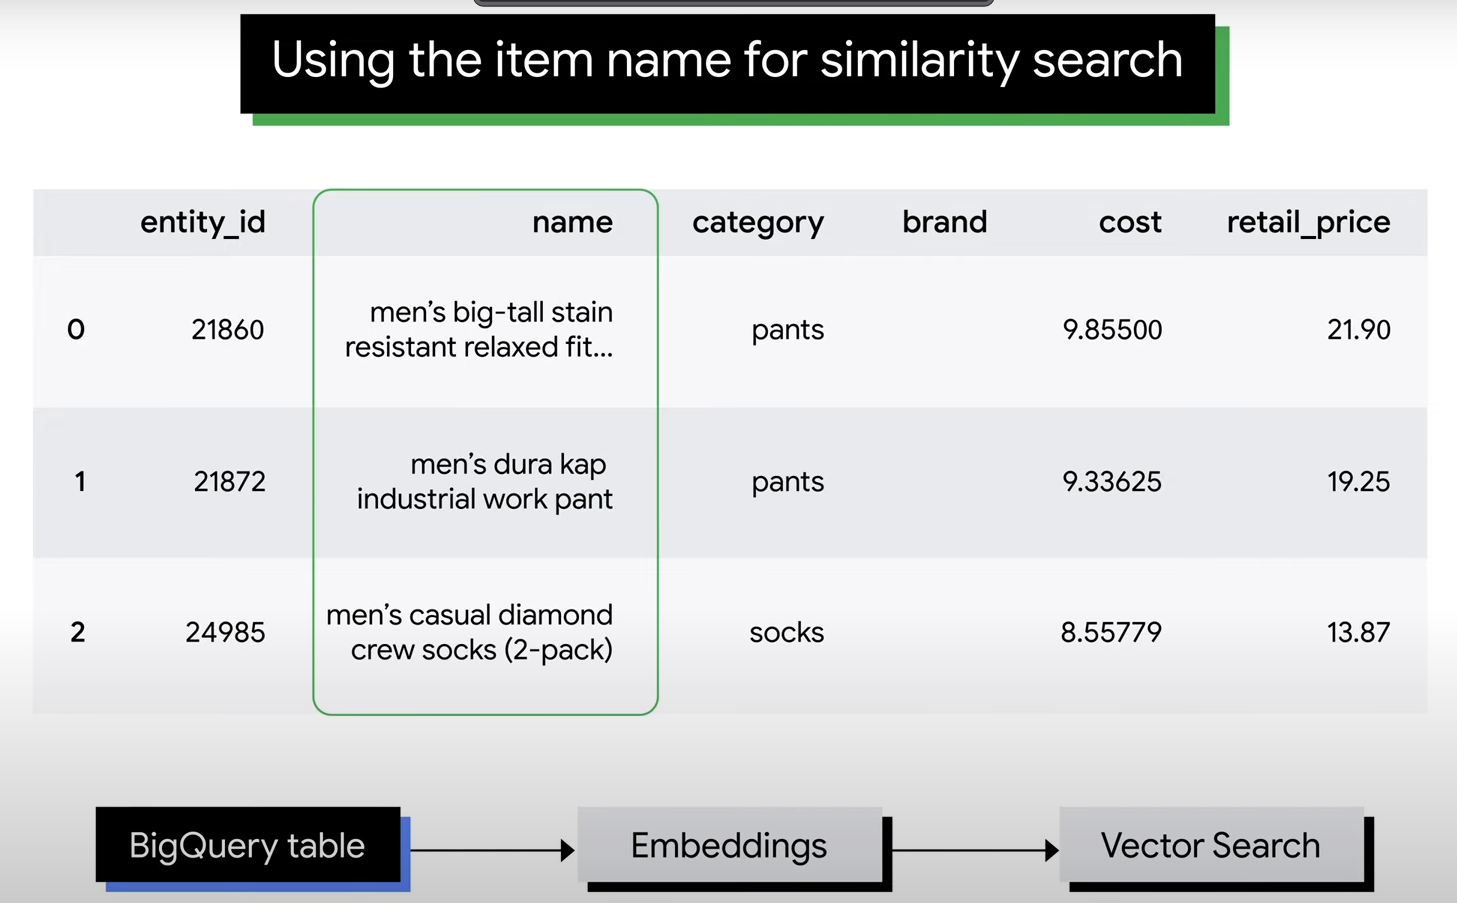 Using the item name for similarity search
entity_id name category brand cost retail_price
0 21860 men’s big-tall stain resistant relaxed fit... pants 9.85500 21.90
1 21872 men’s dura kap industrial work pant pants 9.33625 19.25
2 24985 men’s casual diamond crew socks (2-pack) socks 8.55779 13.87
BigQuery table
Embeddings
Vector Search